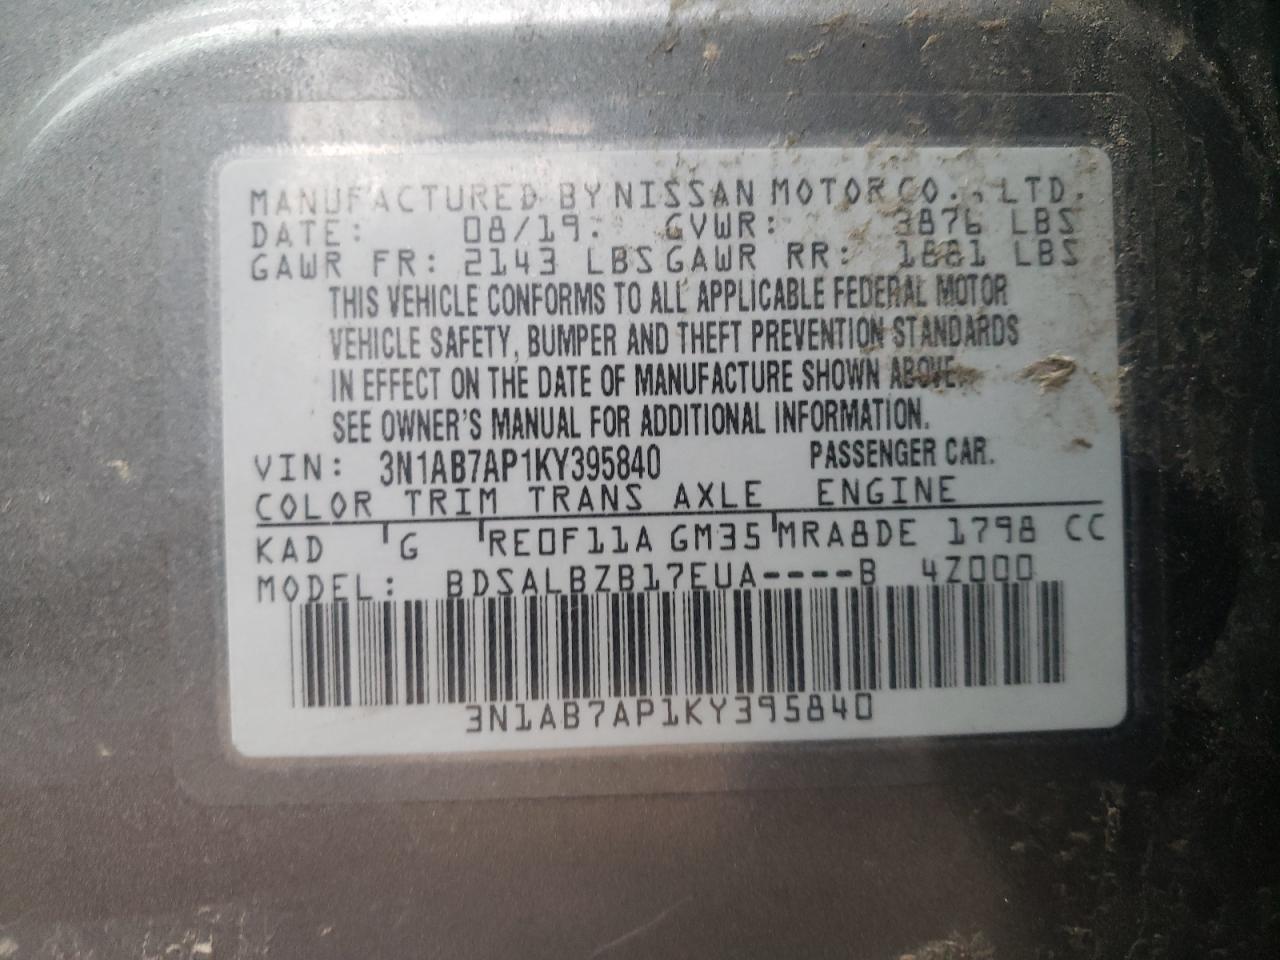 MANUFACTURED BY NISSAN MOTOR CO., LTD.
DATE: 08/19. GVWR: 3876 LBS
GAWR FR: 2143 LBS GAWR RR: 1881 LBS
THIS VEHICLE CONFORMS TO ALL APPLICABLE FEDERAL MOTOR
VEHICLE SAFETY, BUMPER AND THEFT PREVENTION STANDARDS
IN EFFECT ON THE DATE OF MANUFACTURE SHOWN ABOVE.
SEE OWNER'S MANUAL FOR ADDITIONAL INFORMATION.
VIN: 3N1AB7AP1KY395840 PASSENGER CAR.
COLOR TRIM TRANS AXLE ENGINE
KAD G RE0F11A GM35 MRA8DE 1798 CC
MODEL: BDSALBZB17EUA----B 4Z000
3N1AB7AP1KY395840